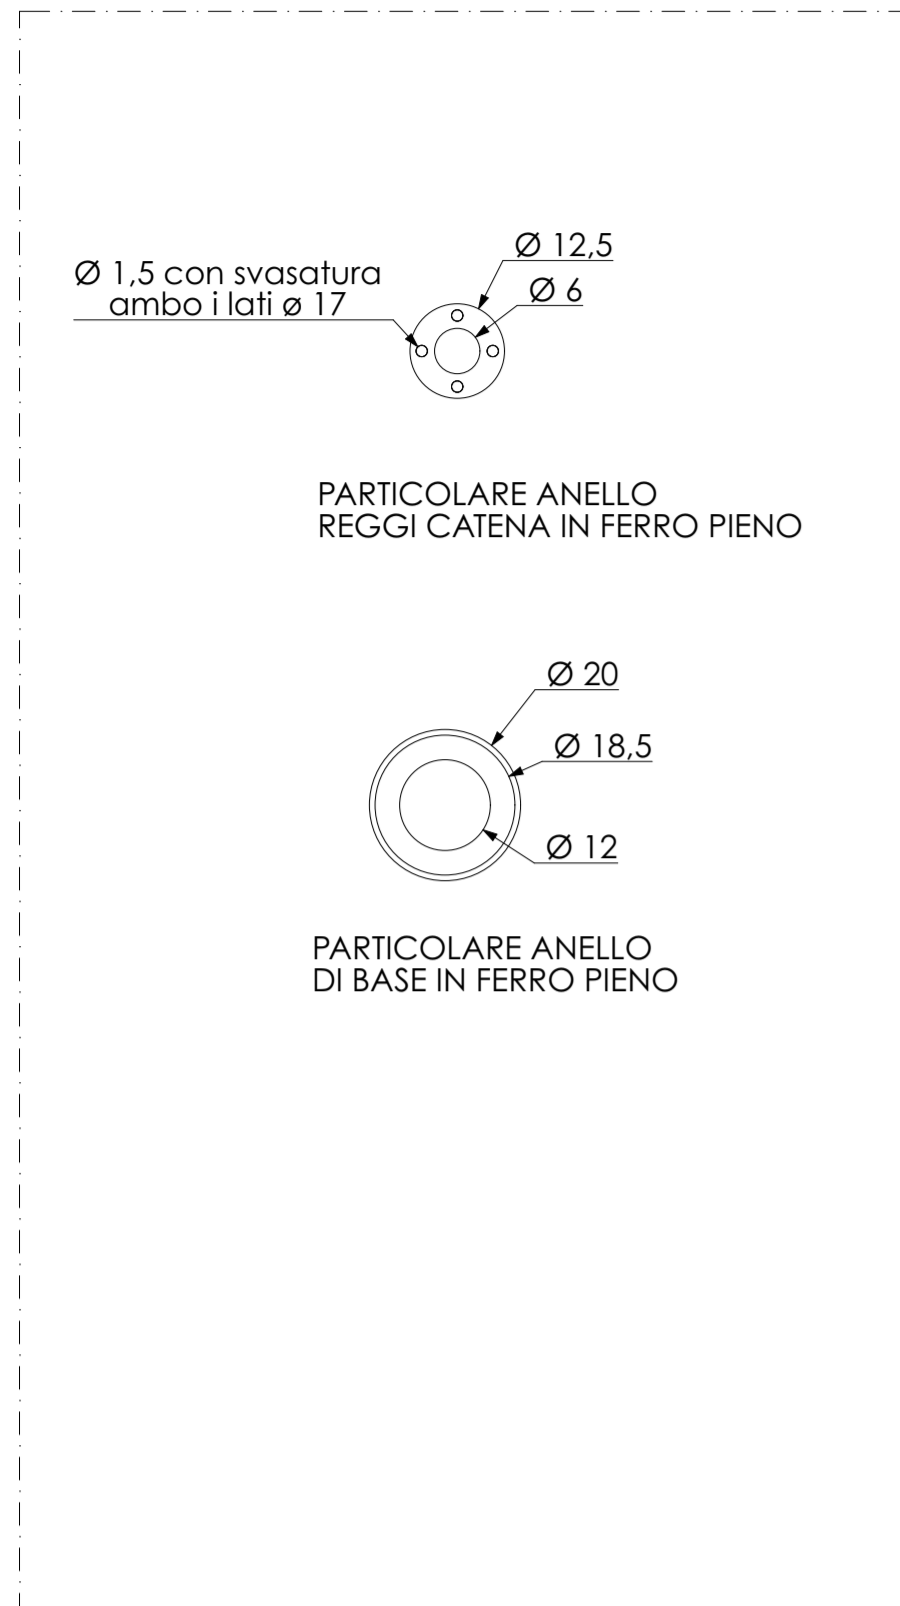 Ø 12,5
Ø 1,5 con svasatura
ambo i lati ø 17
Ø 6
PARTICOLARE ANELLO
REGGI CATENA IN FERRO PIENO
Ø 20
Ø 18,5
Ø 12
PARTICOLARE ANELLO
DI BASE IN FERRO PIENO